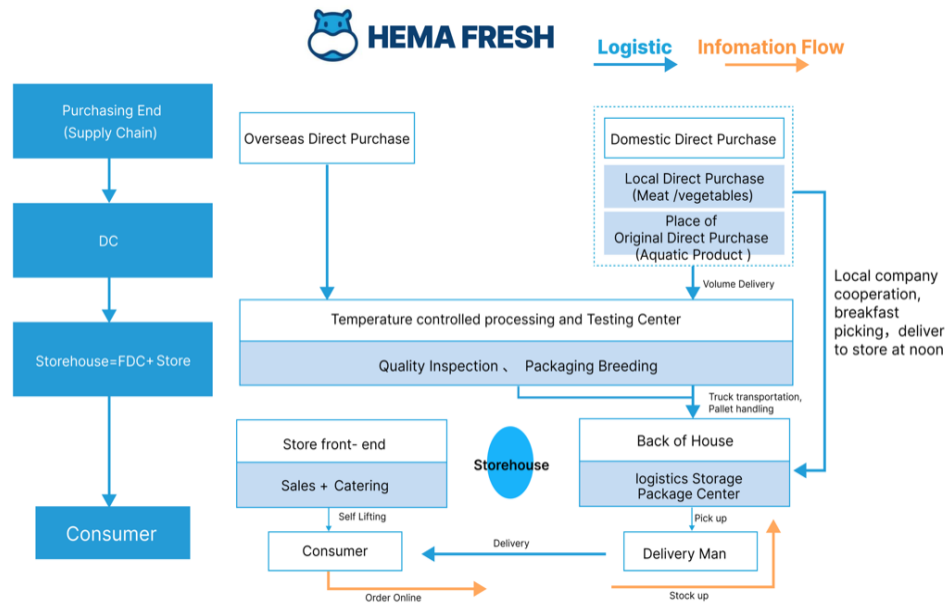 HEMA FRESH
Logistic
Infomation Flow
Purchasing End
(Supply Chain)
DC
Storehouse=FDC+Store
Consumer
Overseas Direct Purchase
Domestic Direct Purchase
Local Direct Purchase
(Meat /vegetables)
Place of
Original Direct Purchase
(Aquatic Product )
Volume Delivery
Local company
cooperation,
breakfast
picking，deliver
to store at noon
Temperature controlled processing and Testing Center
Quality Inspection 、 Packaging Breeding
Truck transportation,
Pallet handling
Store front- end
Sales + Catering
Storehouse
Back of House
logistics Storage
Package Center
Self Lifting
Pick up
Consumer
Delivery
Delivery Man
Order Online
Stock up